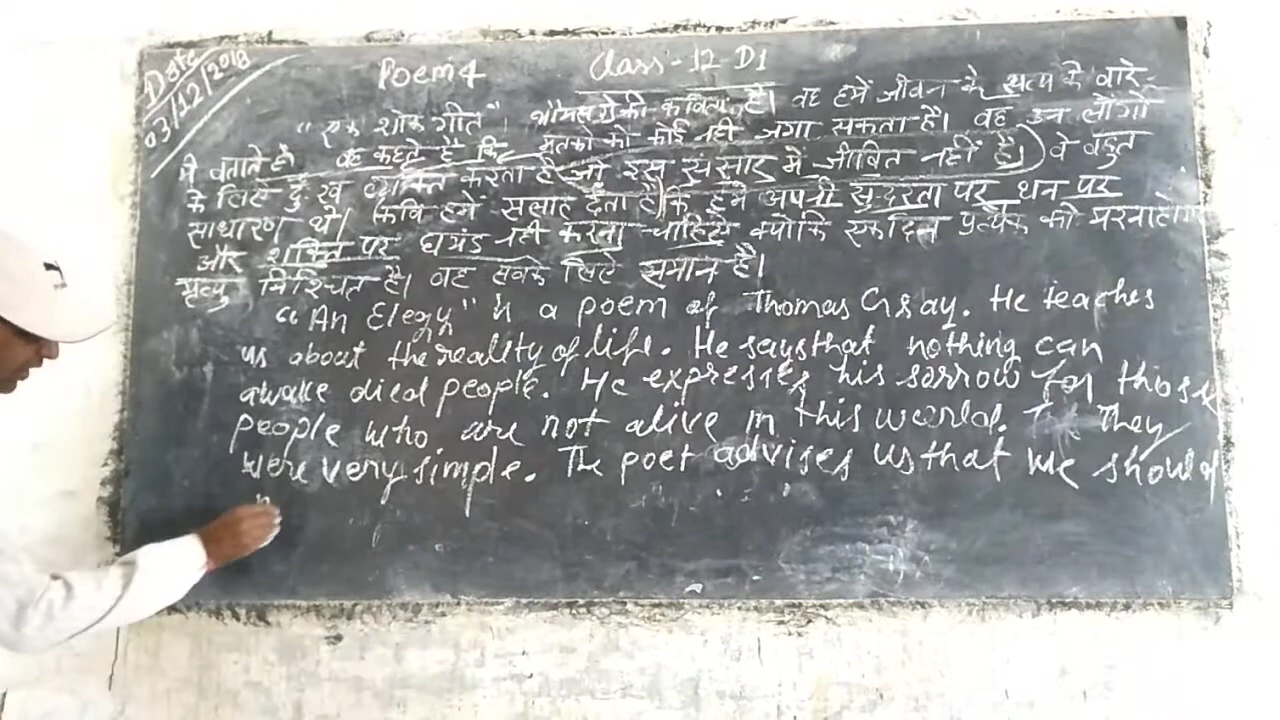 Date
03/12/2018
Poem 4
Class - 12 - D1
"एक शोक गीत" थॉमस ग्रे की कविता है। वह हमें जीवन के सत्य के बारे
में बताते है। वह कहते है कि मृतको को कोई नही जगा सकता है। वह उन लोगों
के लिए दुःख व्यक्ति करता है (जो इस संसार में जीवित नहीं है।) वे बहुत
साधारण थे। (कवि हमें सलाह देता है) कि हमे अपनी सुन्दरता पर धन पर
और शक्ति पर घमंड नही करना चाहिये क्योकि एकदिन प्रत्येक को मरना है
मृत्यु निश्चित है। वह सबके लिए समान है।
"An Elegy" is a poem of Thomas Gray. He teaches
us about the reality of life. He says that nothing can
awake died people. He expresses his sorrow for those
people who are not alive in this world. They
were very simple. The poet advises us that we should
n